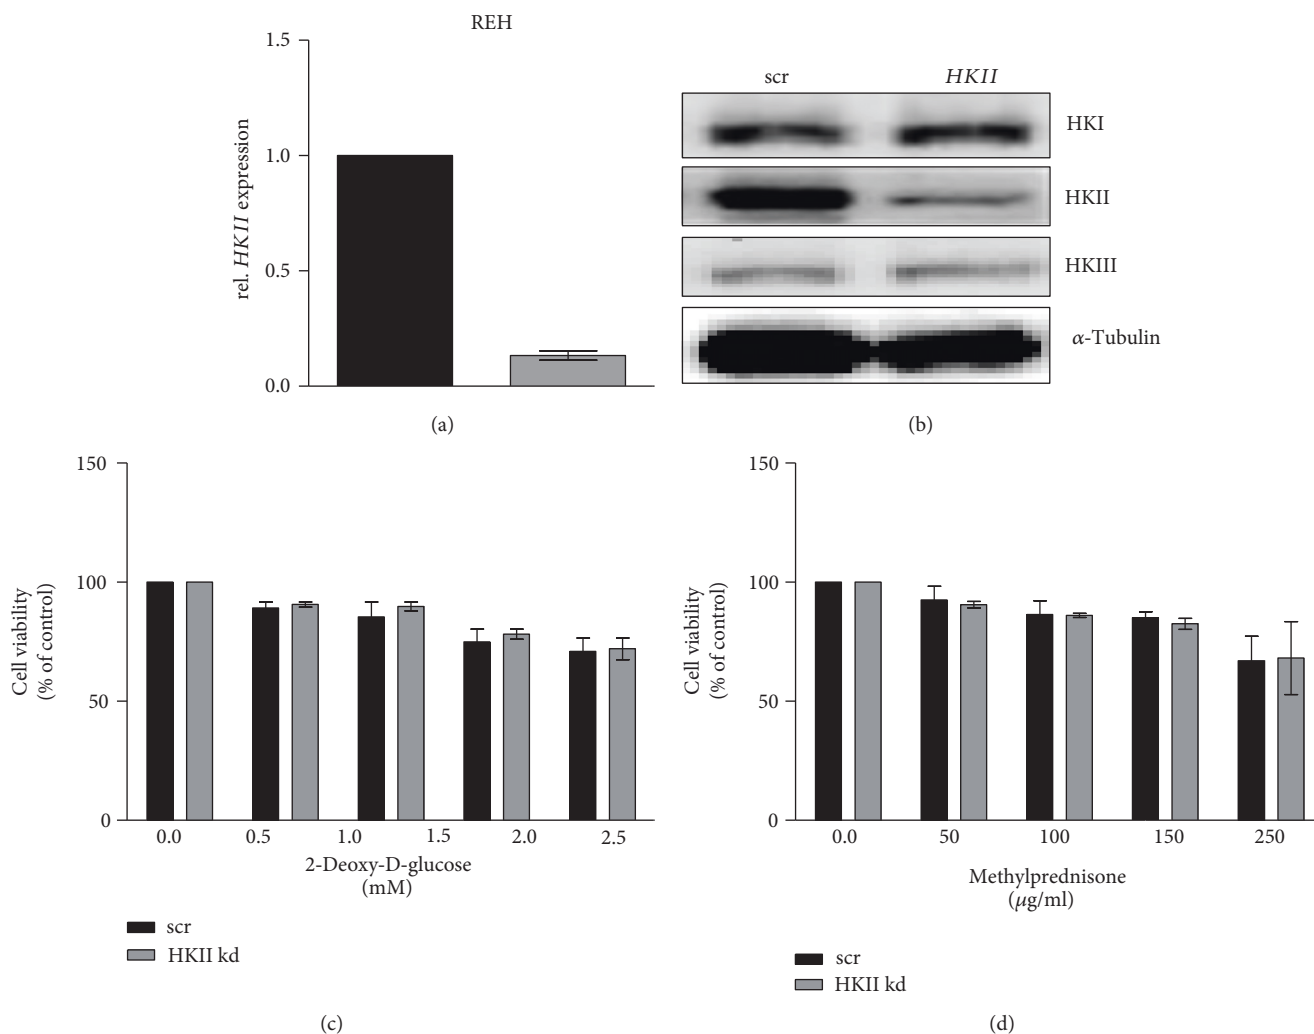 REH
1.5
1.0
0.5
0.0
rel. HKII expression
(a)
scr HKII
HKI
HKII
HKIII
α-Tubulin
(b)
150
100
50
0
Cell viability
(% of control)
0.0 0.5 1.0 1.5 2.0 2.5
2-Deoxy-D-glucose
(mM)
scr
HKII kd
(c)
150
100
50
0
Cell viability
(% of control)
0.0 50 100 150 250
Methylprednisone
(μg/ml)
scr
HKII kd
(d)